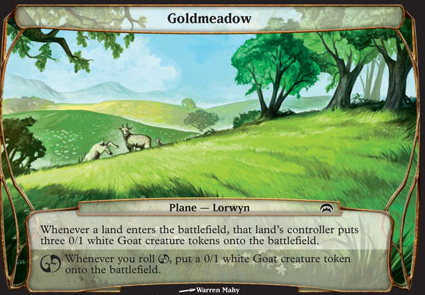 Goldmeadow
Plane — Lorwyn
Whenever a land enters the battlefield, that land's controller puts
three 0/1 white Goat creature tokens onto the battlefield.
Whenever you roll , put a 0/1 white Goat creature token
onto the battlefield.
Warren Mahy